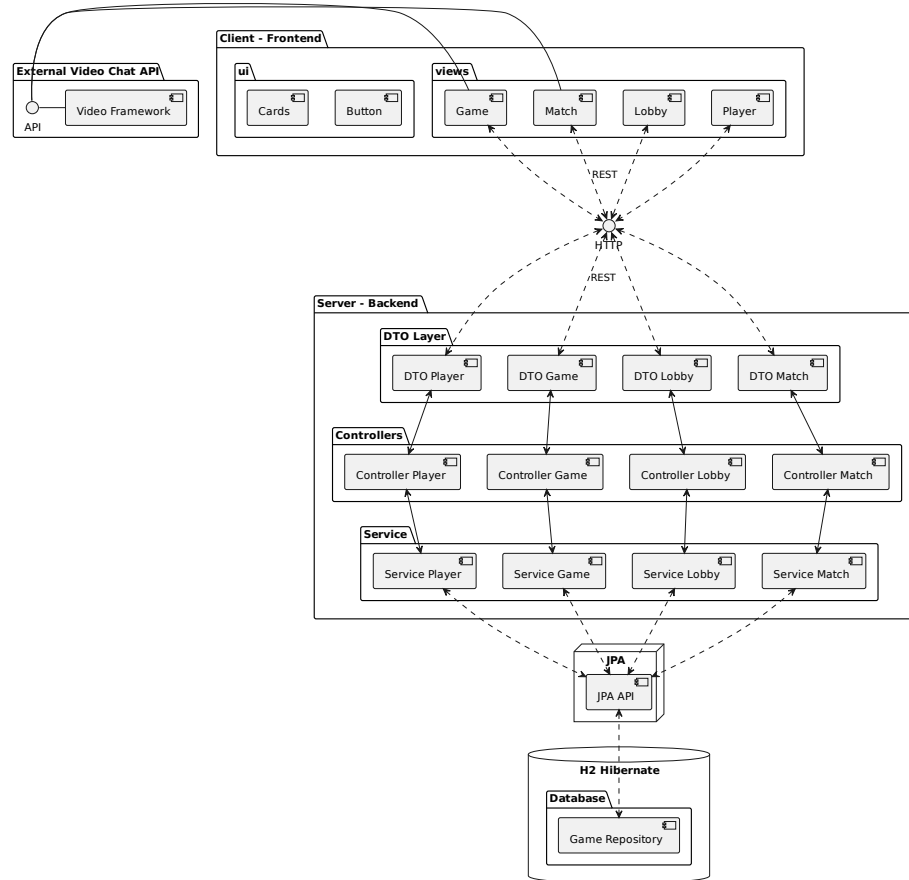 Client - Frontend
External Video Chat API
ui
views
Video Framework
Cards
Button
Game
Match
Lobby
Player
API
REST
HTTP
REST
Server - Backend
DTO Layer
DTO Player
DTO Game
DTO Lobby
DTO Match
Controllers
Controller Player
Controller Game
Controller Lobby
Controller Match
Service
Service Player
Service Game
Service Lobby
Service Match
JPA
JPA API
H2 Hibernate
Database
Game Repository